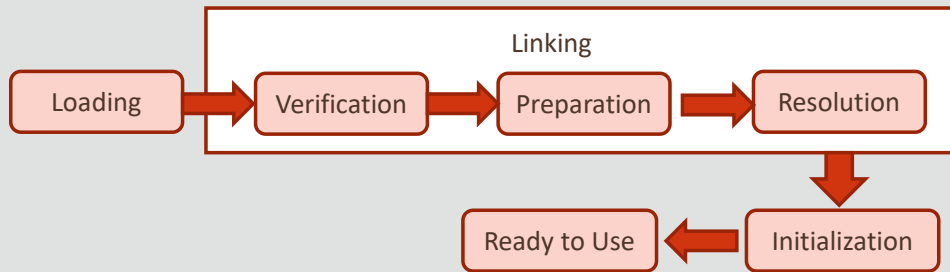 Linking
Loading
Verification
Preparation
Resolution
Ready to Use
Initialization